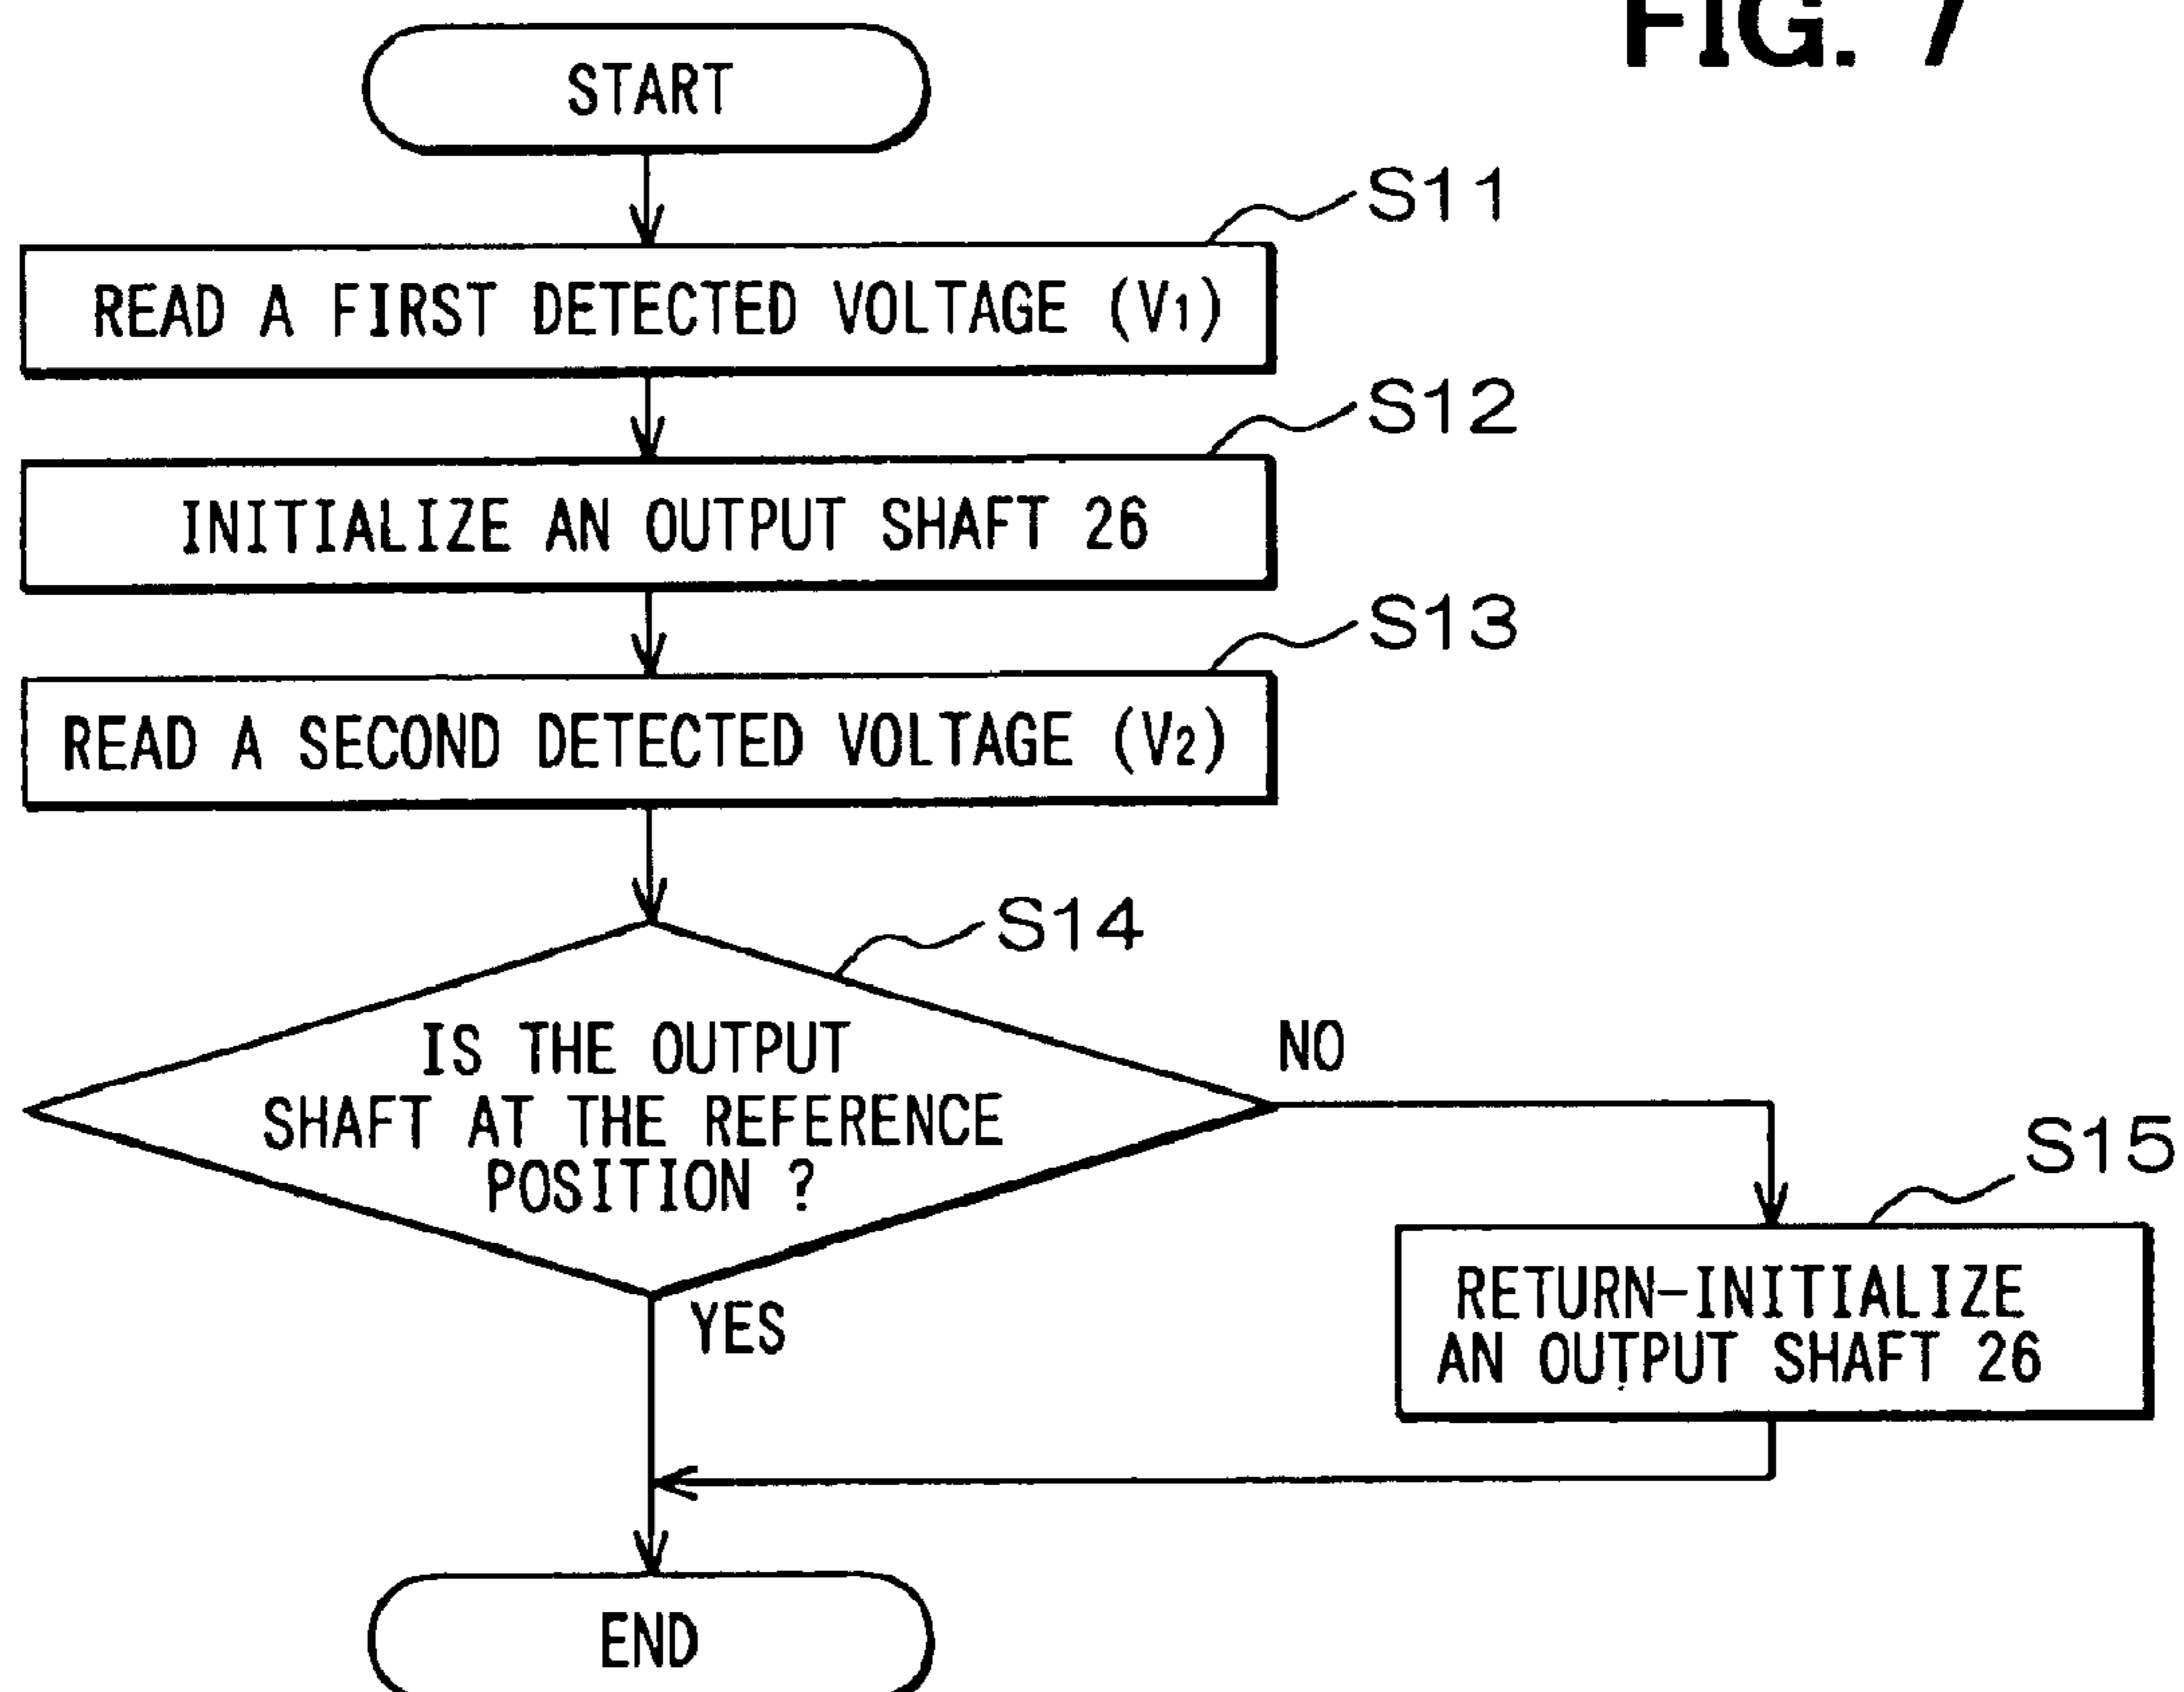 FIG. 7
START
S11
READ A FIRST DETECTED VOLTAGE (V1)
S12
INITIALIZE AN OUTPUT SHAFT 26
S13
READ A SECOND DETECTED VOLTAGE (V2)
S14
IS THE OUTPUT
SHAFT AT THE REFERENCE
POSITION ?
NO
YES
S15
RETURN-INITIALIZE
AN OUTPUT SHAFT 26
END